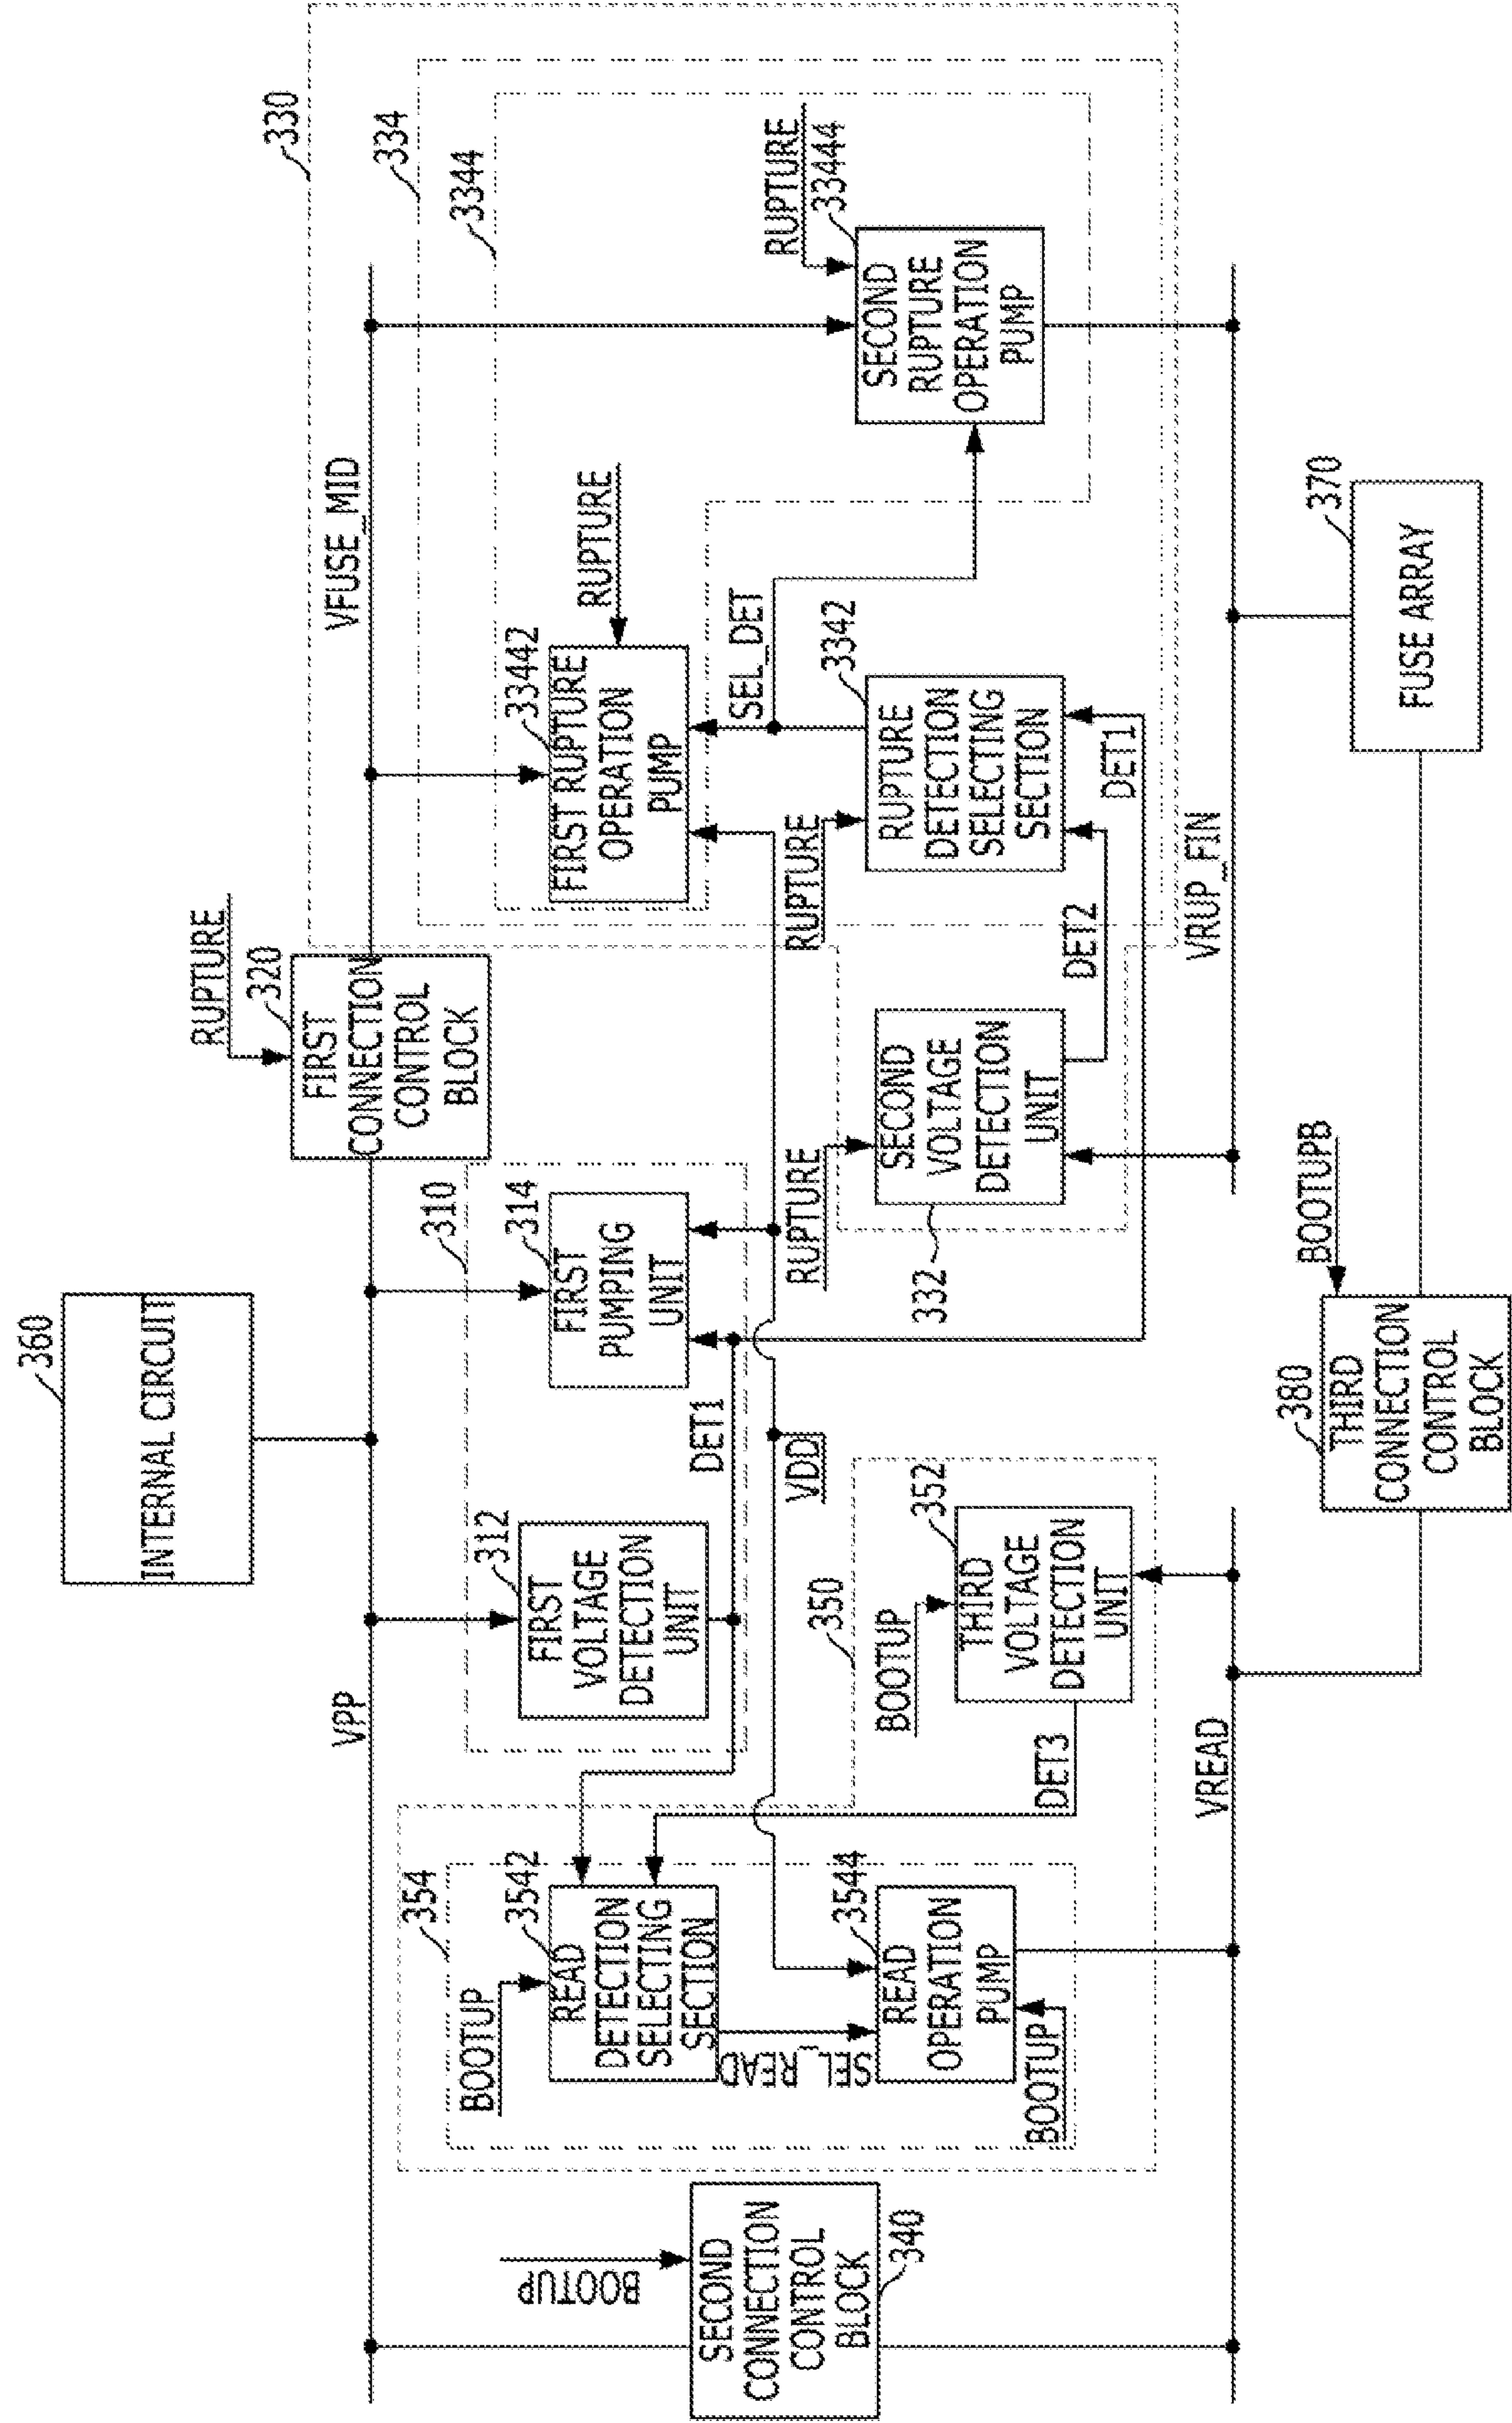 360
INTERNAL CIRCUIT
VPP
RUPTURE
320
FIRST
CONNECTION
CONTROL
BLOCK
VFUSE_MID
330
334
3344
BOOTUP
SECOND
CONNECTION
CONTROL
BLOCK
340
354
BOOTUP
3542
READ
DETECTION
SELECTING
SECTION
SEL_READ
3544
READ
OPERATION
PUMP
BOOTUP
310
312
FIRST
VOLTAGE
DETECTION
UNIT
DET1
314
FIRST
PUMPING
UNIT
VDD
350
BOOTUP
352
THIRD
VOLTAGE
DETECTION
UNIT
DET3
VREAD
33442
FIRST RUPTURE
OPERATION
PUMP
RUPTURE
SEL_DET
RUPTURE
332
SECOND
VOLTAGE
DETECTION
UNIT
DET2
RUPTURE
3342
RUPTURE
DETECTION
SELECTING
SECTION
DET1
RUPTURE
33444
SECOND
RUPTURE
OPERATION
PUMP
VRUP_FIN
BOOTUPB
380
THIRD
CONNECTION
CONTROL
BLOCK
370
FUSE ARRAY